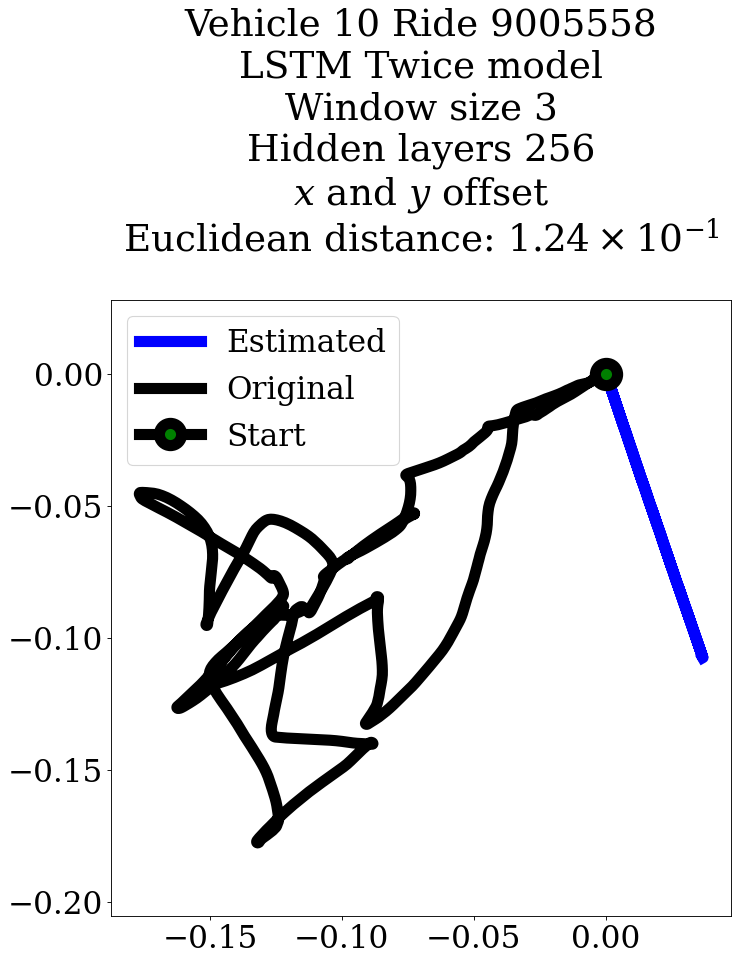 Vehicle 10 Ride 9005558
LSTM Twice model
Window size 3
Hidden layers 256
x and y offset
Euclidean distance: 1.24 × 10⁻¹
Estimated
Original
Start
0.00
−0.05
−0.10
−0.15
−0.20
−0.15 −0.10 −0.05 0.00